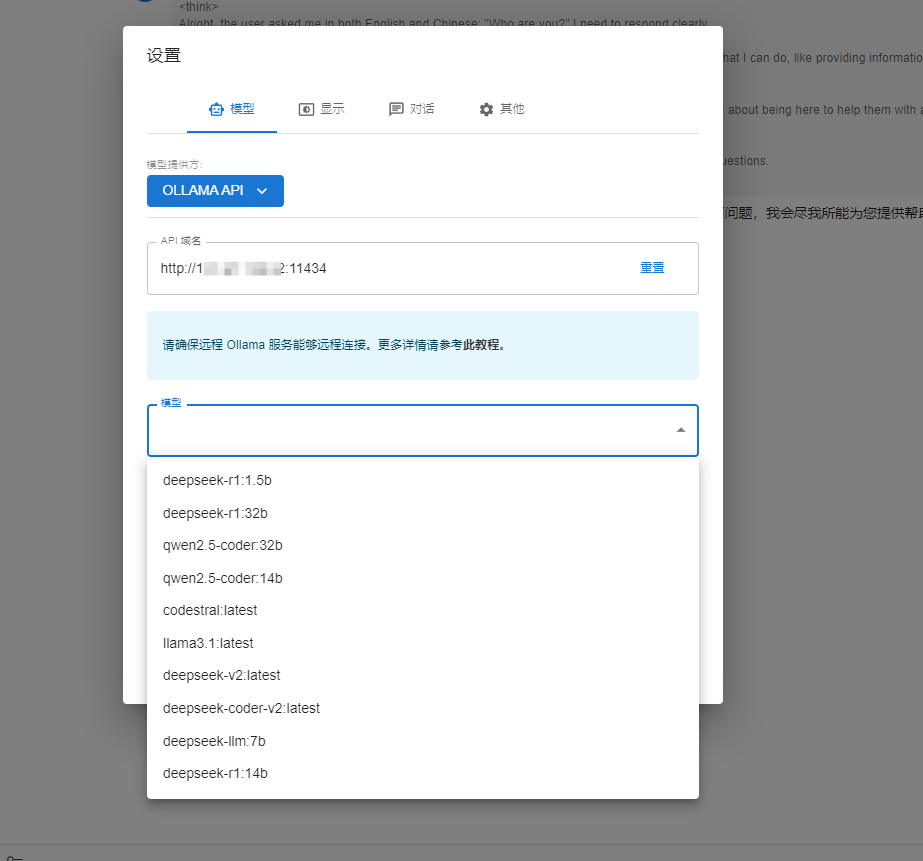 <think>
Alright, the user asked me in both English and Chinese: "Who are you?" I need to respond clearly
设置
hat I can do, like providing informatio
模型
显示
对话
其他
about being here to help them with a
模型提供方:
uestions.
OLLAMA API
问题，我会尽我所能为您提供帮助
API 域名
http://1 2:11434
重置
请确保远程 Ollama 服务能够远程连接。更多详情请参考此教程。
模型
deepseek-r1:1.5b
deepseek-r1:32b
qwen2.5-coder:32b
qwen2.5-coder:14b
codestral:latest
llama3.1:latest
deepseek-v2:latest
deepseek-coder-v2:latest
deepseek-llm:7b
deepseek-r1:14b